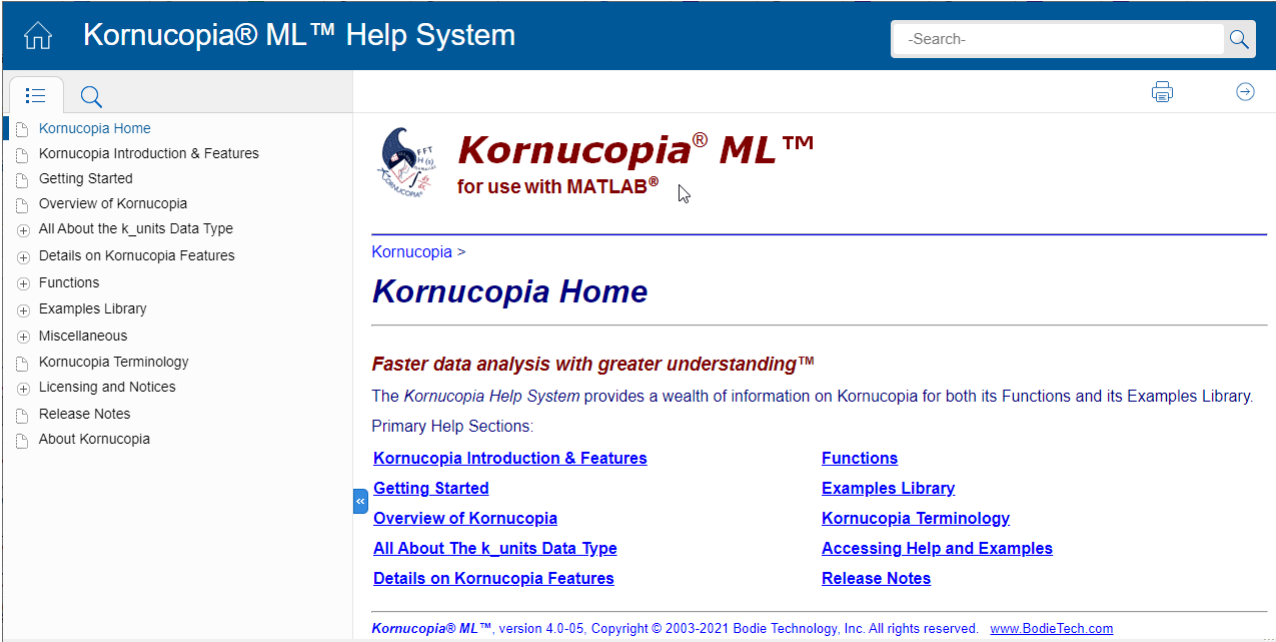 Kornucopia® ML™ Help System
-Search-
Kornucopia Home
Kornucopia Introduction & Features
Getting Started
Overview of Kornucopia
All About the k_units Data Type
Details on Kornucopia Features
Functions
Examples Library
Miscellaneous
Kornucopia Terminology
Licensing and Notices
Release Notes
About Kornucopia
FFT
H(s)
KORNUCOPIA®
Kornucopia® ML™
for use with MATLAB®
Kornucopia >
Kornucopia Home
Faster data analysis with greater understanding™
The Kornucopia Help System provides a wealth of information on Kornucopia for both its Functions and its Examples Library.
Primary Help Sections:
Kornucopia Introduction & Features
Functions
Getting Started
Examples Library
Overview of Kornucopia
Kornucopia Terminology
All About The k_units Data Type
Accessing Help and Examples
Details on Kornucopia Features
Release Notes
Kornucopia® ML™, version 4.0-05, Copyright © 2003-2021 Bodie Technology, Inc. All rights reserved. www.BodieTech.com